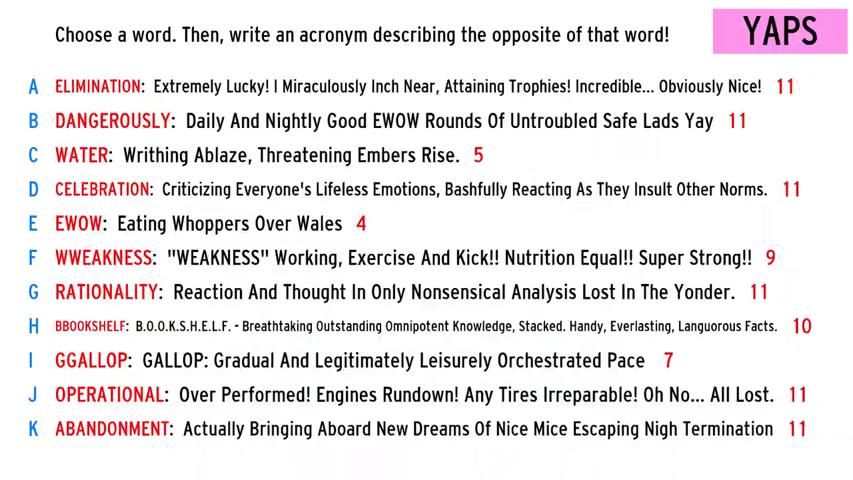 Choose a word. Then, write an acronym describing the opposite of that word!
YAPS
A ELIMINATION: Extremely Lucky! I Miraculously Inch Near, Attaining Trophies! Incredible... Obviously Nice! 11
B DANGEROUSLY: Daily And Nightly Good EWOW Rounds Of Untroubled Safe Lads Yay 11
C WATER: Writhing Ablaze, Threatening Embers Rise. 5
D CELEBRATION: Criticizing Everyone's Lifeless Emotions, Bashfully Reacting As They Insult Other Norms. 11
E EWOW: Eating Whoppers Over Wales 4
F WWEAKNESS: "WEAKNESS" Working, Exercise And Kick!! Nutrition Equal!! Super Strong!! 9
G RATIONALITY: Reaction And Thought In Only Nonsensical Analysis Lost In The Yonder. 11
H BBOOKSHELF: B.O.O.K.S.H.E.L.F. - Breathtaking Outstanding Omnipotent Knowledge, Stacked. Handy, Everlasting, Languorous Facts. 10
I GGALLOP: GALLOP: Gradual And Legitimately Leisurely Orchestrated Pace 7
J OPERATIONAL: Over Performed! Engines Rundown! Any Tires Irreparable! Oh No... All Lost. 11
K ABANDONMENT: Actually Bringing Aboard New Dreams Of Nice Mice Escaping Nigh Termination 11